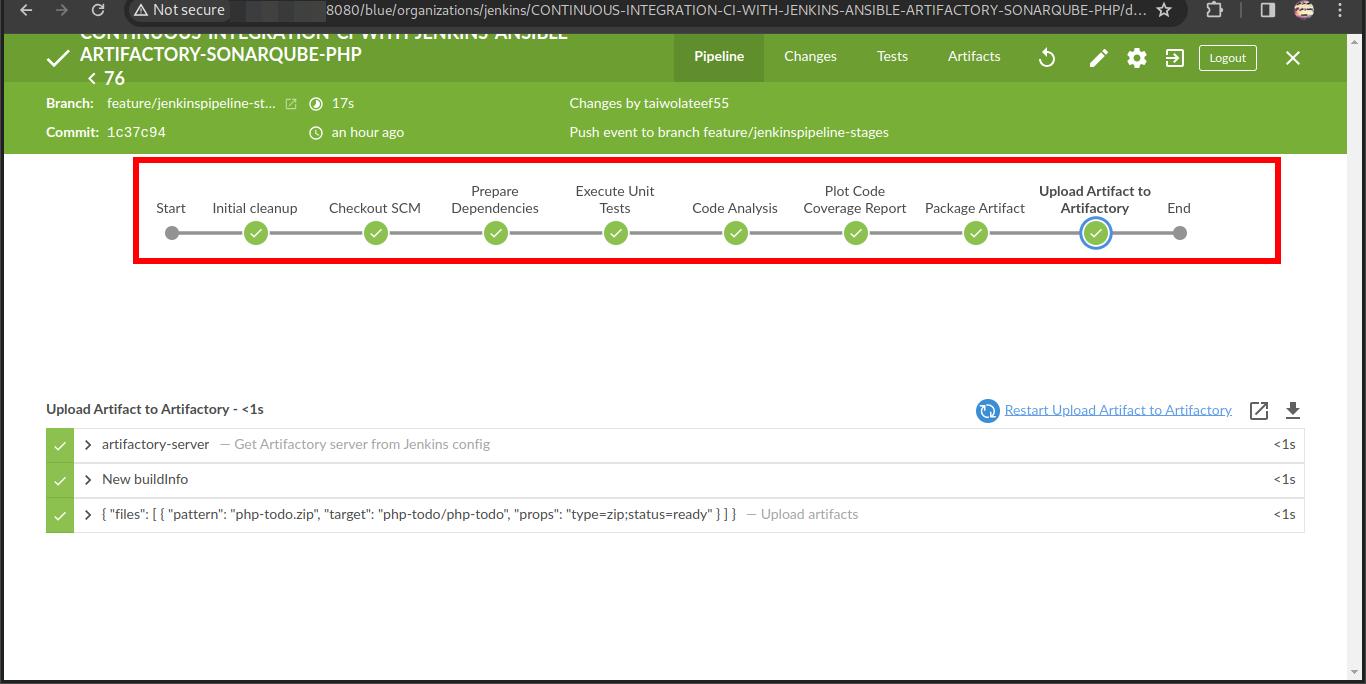 Not secure
8080/blue/organizations/jenkins/CONTINUOUS-INTEGRATION-CI-WITH-JENKINS-ANSIBLE-ARTIFACTORY-SONARQUBE-PHP/d...
CONTINUOUS-INTEGRATION-CI-WITH-JENKINS-ANSIBLE
ARTIFACTORY-SONARQUBE-PHP
< 76
Pipeline
Changes
Tests
Artifacts
Logout
Branch: feature/jenkinspipeline-st...
17s
Changes by taiwolateef55
Commit: 1c37c94
an hour ago
Push event to branch feature/jenkinspipeline-stages
Start
Initial cleanup
Checkout SCM
Prepare
Dependencies
Execute Unit
Tests
Code Analysis
Plot Code
Coverage Report
Package Artifact
Upload Artifact to
Artifactory
End
Upload Artifact to Artifactory - <1s
Restart Upload Artifact to Artifactory
artifactory-server — Get Artifactory server from Jenkins config <1s
New buildInfo <1s
{ "files": [ { "pattern": "php-todo.zip", "target": "php-todo/php-todo", "props": "type=zip;status=ready" } ] } — Upload artifacts <1s